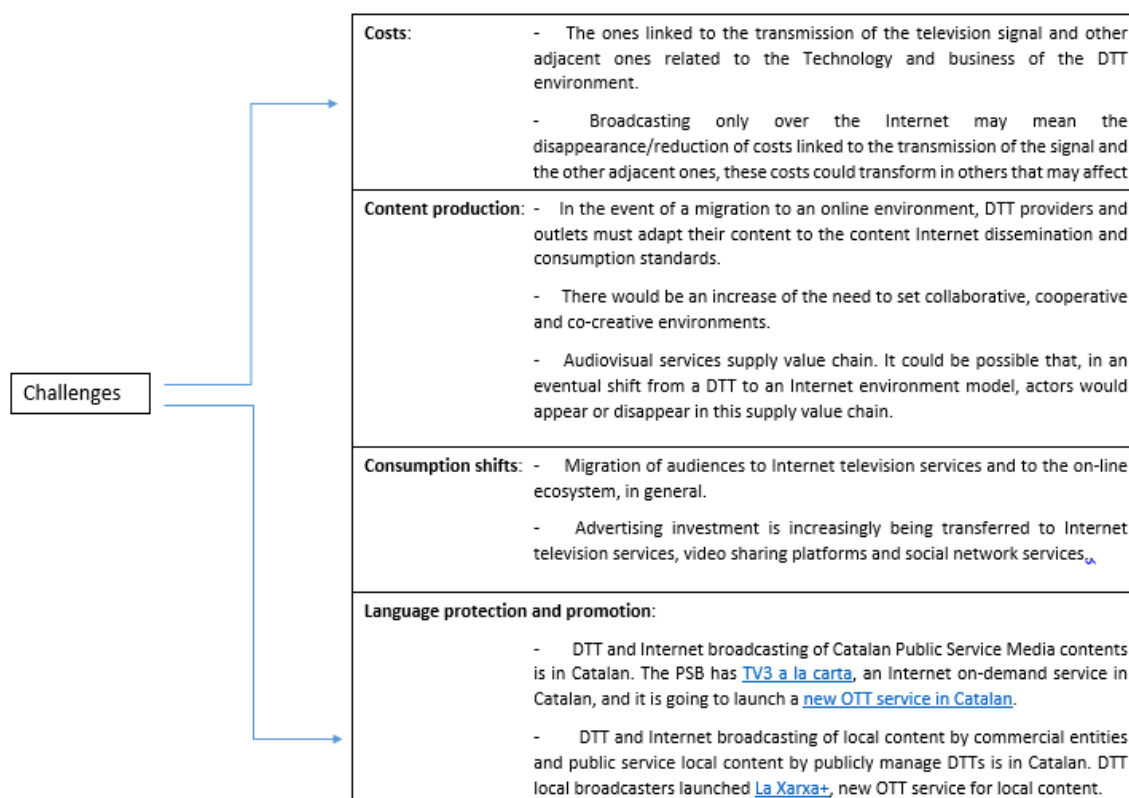 Costs: - The ones linked to the transmission of the television signal and other
adjacent ones related to the Technology and business of the DTT
environment.
- Broadcasting only over the Internet may mean the
disappearance/reduction of costs linked to the transmission of the signal and
the other adjacent ones, these costs could transform in others that may affect
Content production: - In the event of a migration to an online environment, DTT providers and
outlets must adapt their content to the content Internet dissemination and
consumption standards.
- There would be an increase of the need to set collaborative, cooperative
and co-creative environments.
- Audiovisual services supply value chain. It could be possible that, in an
eventual shift from a DTT to an Internet environment model, actors would
appear or disappear in this supply value chain.
Challenges
Consumption shifts: - Migration of audiences to Internet television services and to the on-line
ecosystem, in general.
- Advertising investment is increasingly being transferred to Internet
television services, video sharing platforms and social network services.
Language protection and promotion:
- DTT and Internet broadcasting of Catalan Public Service Media contents
is in Catalan. The PSB has TV3 a la carta, an Internet on-demand service in
Catalan, and it is going to launch a new OTT service in Catalan.
- DTT and Internet broadcasting of local content by commercial entities
and public service local content by publicly manage DTTs is in Catalan. DTT
local broadcasters launched La Xarxa+, new OTT service for local content.